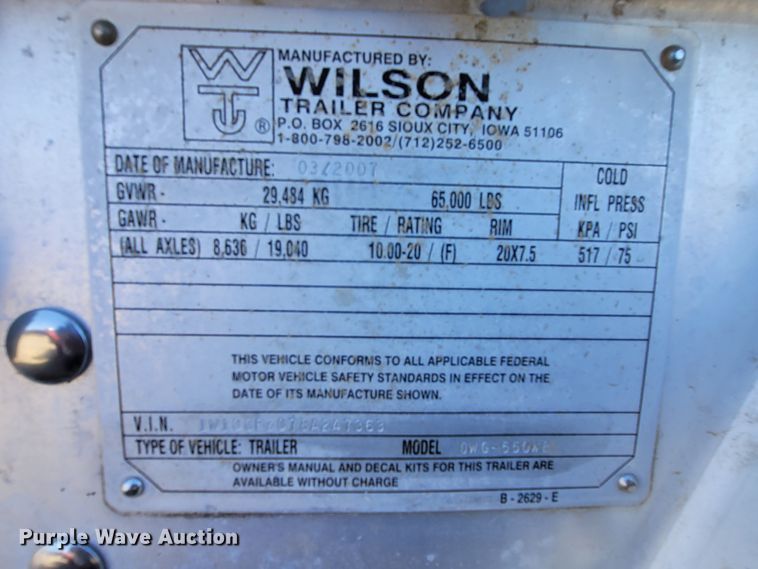 WT
®
MANUFACTURED BY:
WILSON
TRAILER COMPANY
P.O. BOX 2616 SIOUX CITY, IOWA 51106
1-800-798-2002/(712)252-6500
DATE OF MANUFACTURE: 03/2007
COLD
GVWR - 29,484 KG 65,000 LBS INFL PRESS
GAWR - KG / LBS TIRE / RATING RIM KPA / PSI
(ALL AXLES) 8,636 / 19,040 10.00-20 / (F) 20X7.5 517 / 75
THIS VEHICLE CONFORMS TO ALL APPLICABLE FEDERAL
MOTOR VEHICLE SAFETY STANDARDS IN EFFECT ON THE
DATE OF ITS MANUFACTURE SHOWN.
V.I.N.
TYPE OF VEHICLE: TRAILER MODEL
OWNER'S MANUAL AND DECAL KITS FOR THIS TRAILER ARE
AVAILABLE WITHOUT CHARGE
B - 2629 - E
Purple Wave Auction